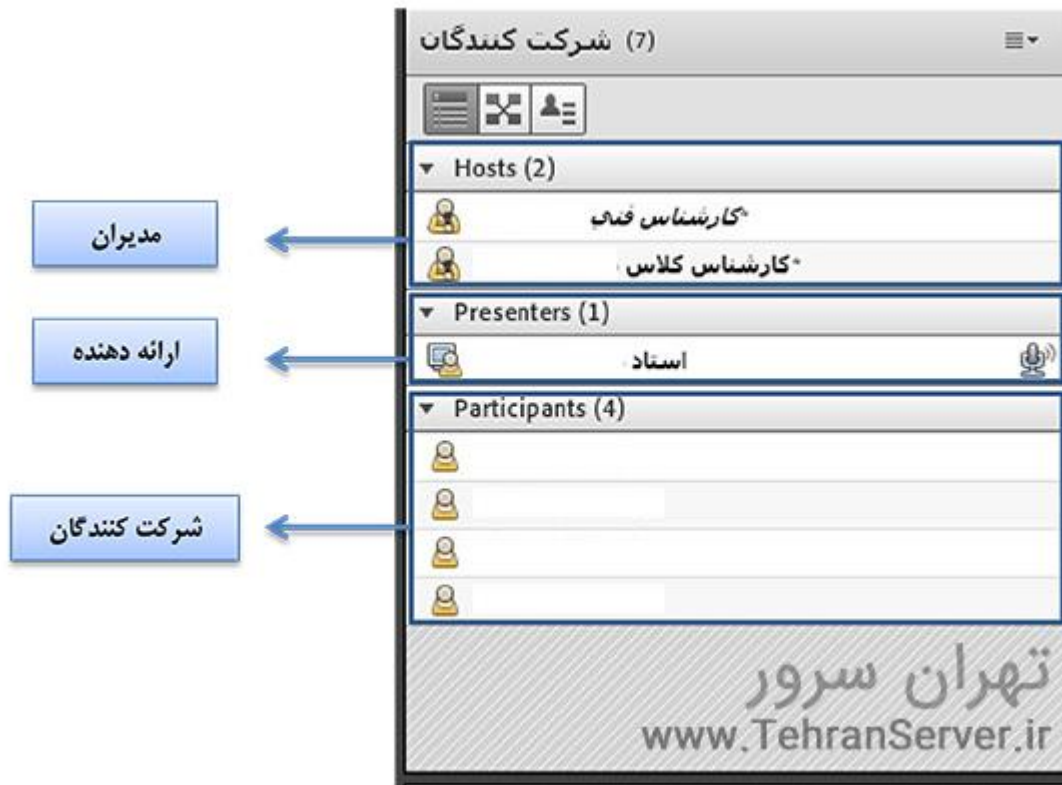 شرکت کنندگان (7)
Hosts (2)
*کارشناس فني
*کارشناس کلاس
مدیران
Presenters (1)
استاد
ارائه دهنده
Participants (4)
شرکت کنندگان
تهران سرور
www.TehranServer.ir